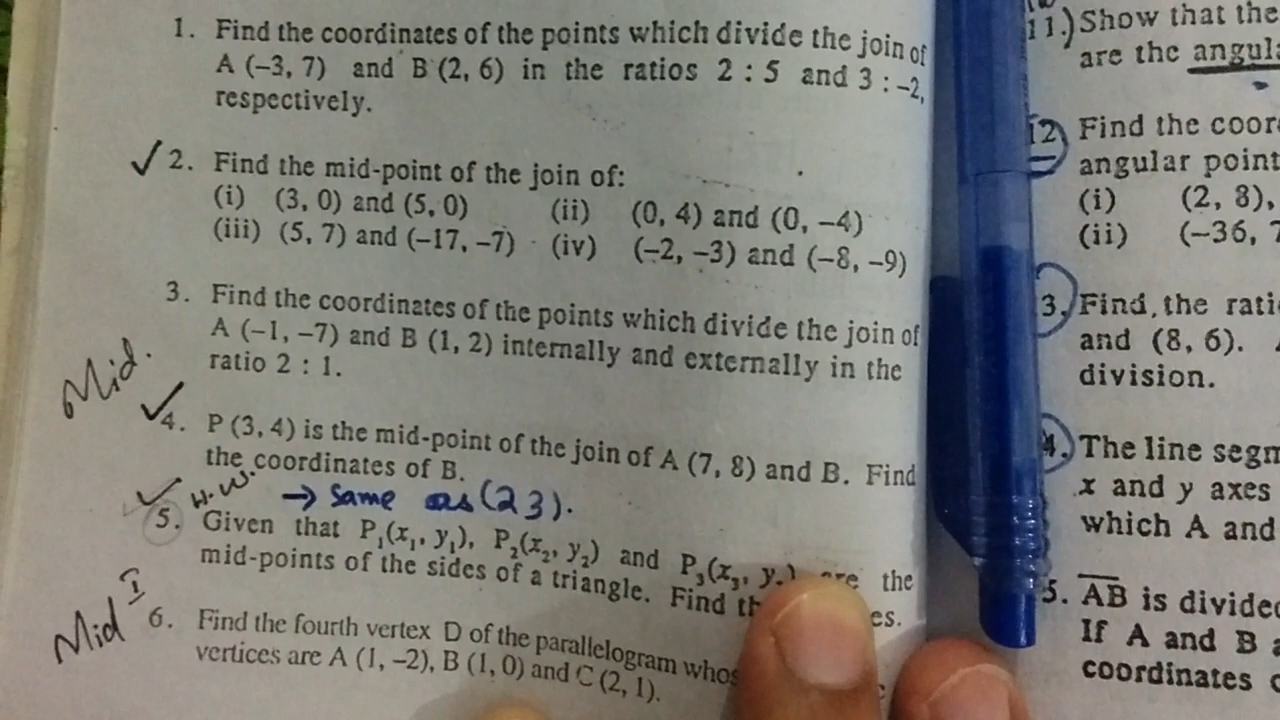 1. Find the coordinates of the points which divide the join of
A (–3, 7) and B (2, 6) in the ratios 2 : 5 and 3 : –2,
respectively.
✓ 2. Find the mid-point of the join of:
(i) (3, 0) and (5, 0) (ii) (0, 4) and (0, –4)
(iii) (5, 7) and (–17, –7) (iv) (–2, –3) and (–8, –9)
3. Find the coordinates of the points which divide the join of
A (–1, –7) and B (1, 2) internally and externally in the
ratio 2 : 1.
Mid.
✓ 4. P (3, 4) is the mid-point of the join of A (7, 8) and B. Find
the coordinates of B.
H.W. → Same as (23).
✓ 5. Given that P₁(x₁, y₁), P₂(x₂, y₂) and P₃(x₃, y are the
mid-points of the sides of a triangle. Find es.
Mid I
6. Find the fourth vertex D of the parallelogram
vertices are A (1, –2), B (1, 0) and C (2, 1).
11.) Show that the
are the
12) Find the
angular
(i) (2, 8),
(ii) (–36,
3. Find the
and (8, 6).
division.
4. The line
x and y axes
which A and
5. AB is
If A and B
coordinates